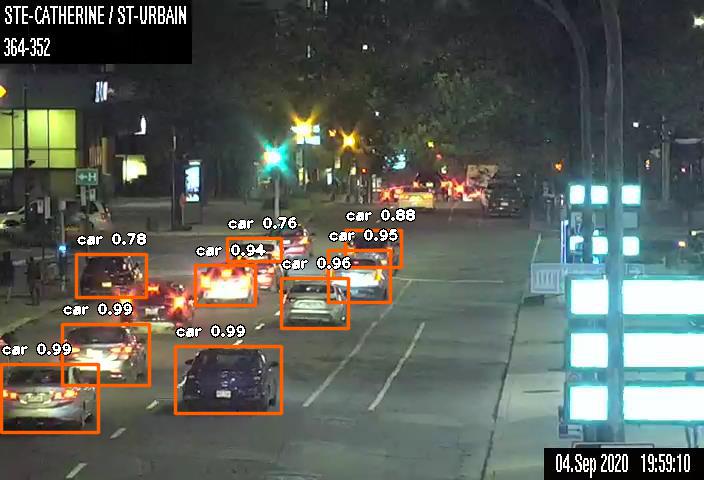 STE-CATHERINE / ST-URBAIN
364-352
car 0.76
car 0.88
car 0.78
car 0.94
car 0.95
car 0.96
car 0.99
car 0.99
car 0.99
04.Sep 2020 19:59:10